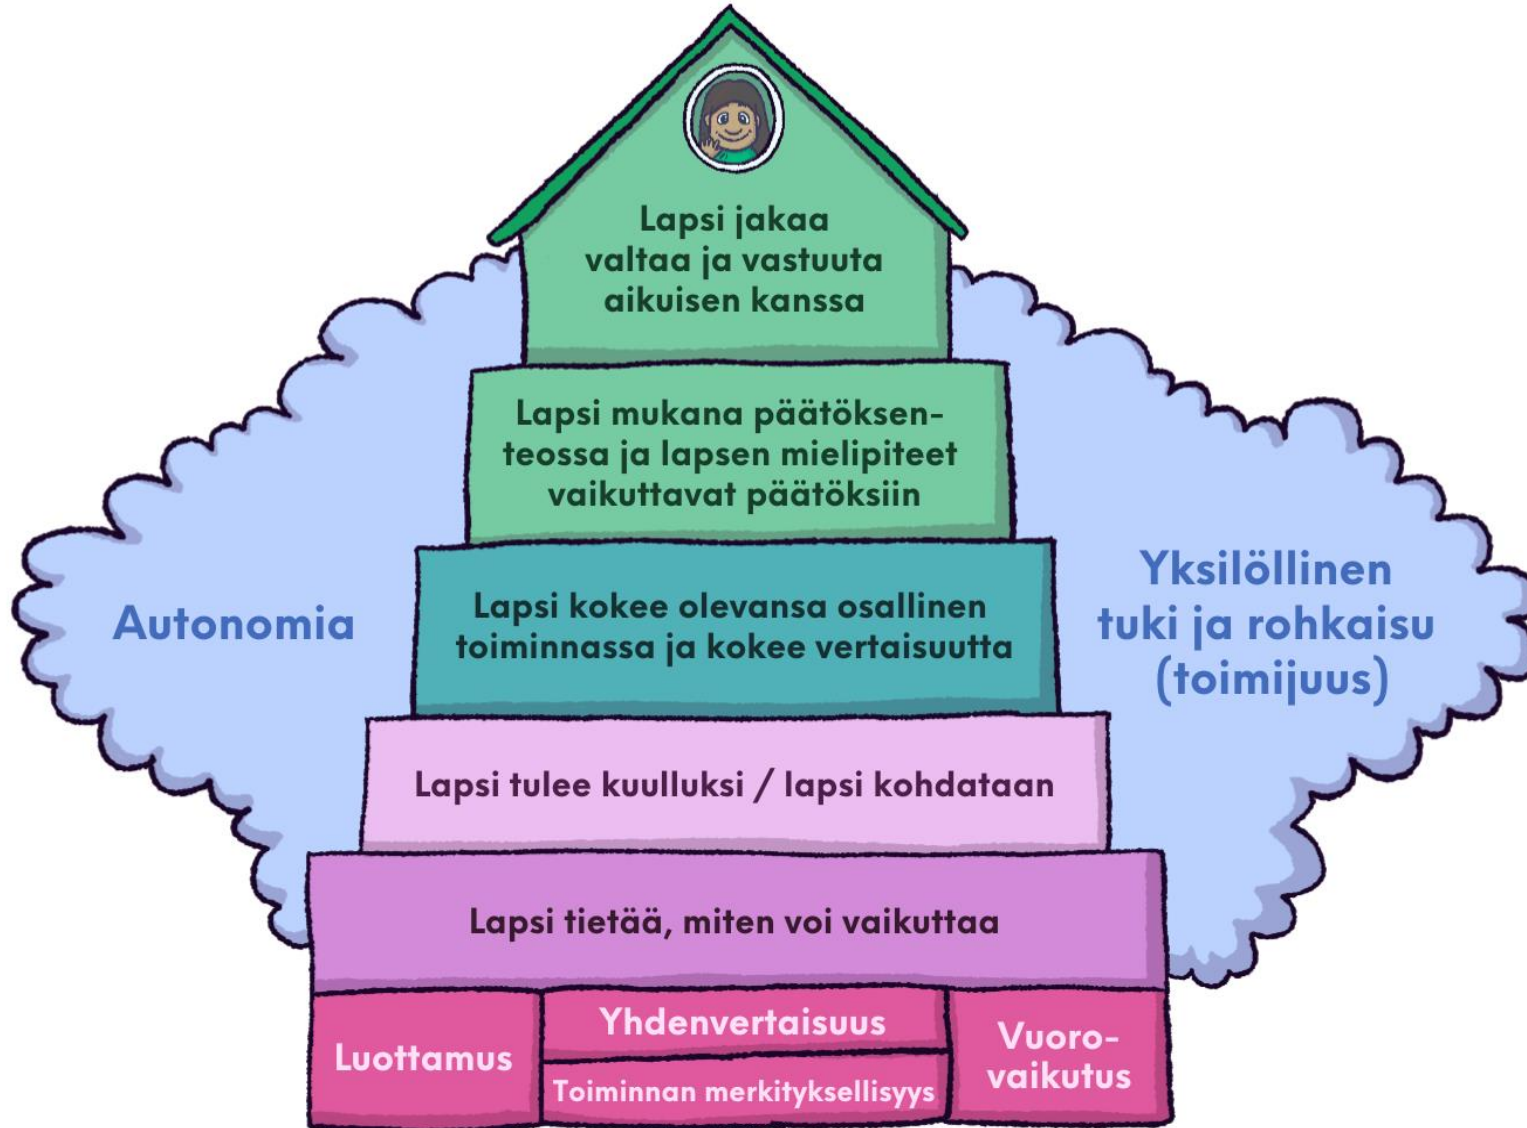 Lapsi jakaa
valtaa ja vastuuta
aikuisen kanssa
Lapsi mukana päätöksen-
teossa ja lapsen mielipiteet
vaikuttavat päätöksiin
Autonomia
Lapsi kokee olevansa osallinen
toiminnassa ja kokee vertaisuutta
Yksilöllinen
tuki ja rohkaisu
(toimijuus)
Lapsi tulee kuulluksi / lapsi kohdataan
Lapsi tietää, miten voi vaikuttaa
Luottamus
Yhdenvertaisuus
Toiminnan merkityksellisyys
Vuoro-
vaikutus